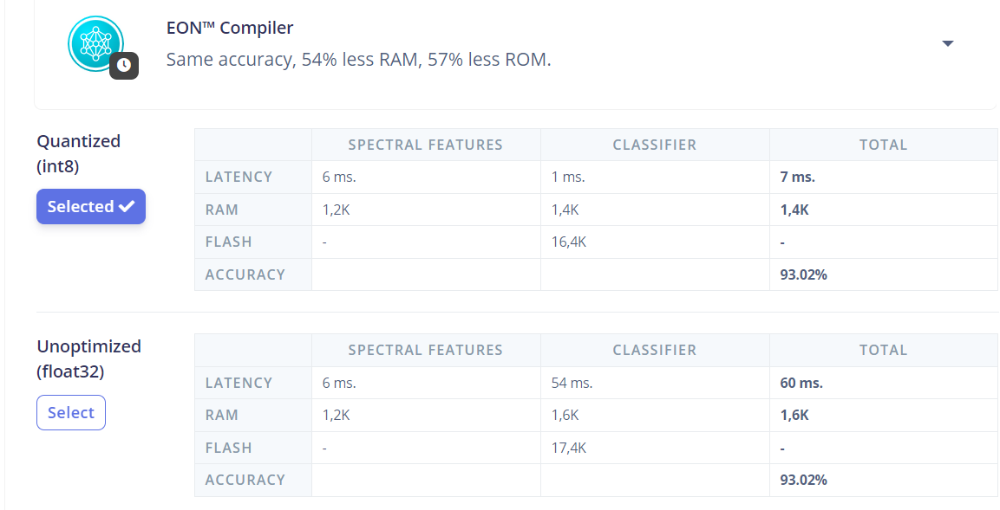 EON™ Compiler
Same accuracy, 54% less RAM, 57% less ROM.
Quantized
(int8)
Selected
SPECTRAL FEATURES CLASSIFIER TOTAL
LATENCY 6 ms. 1 ms. 7 ms.
RAM 1,2K 1,4K 1,4K
FLASH - 16,4K -
ACCURACY 93.02%
Unoptimized
(float32)
Select
SPECTRAL FEATURES CLASSIFIER TOTAL
LATENCY 6 ms. 54 ms. 60 ms.
RAM 1,2K 1,6K 1,6K
FLASH - 17,4K -
ACCURACY 93.02%